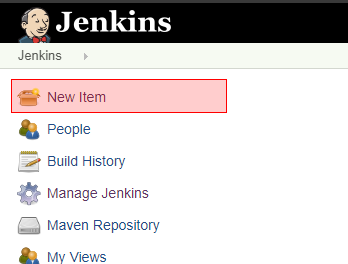 Jenkins
Jenkins
New Item
People
Build History
Manage Jenkins
Maven Repository
My Views